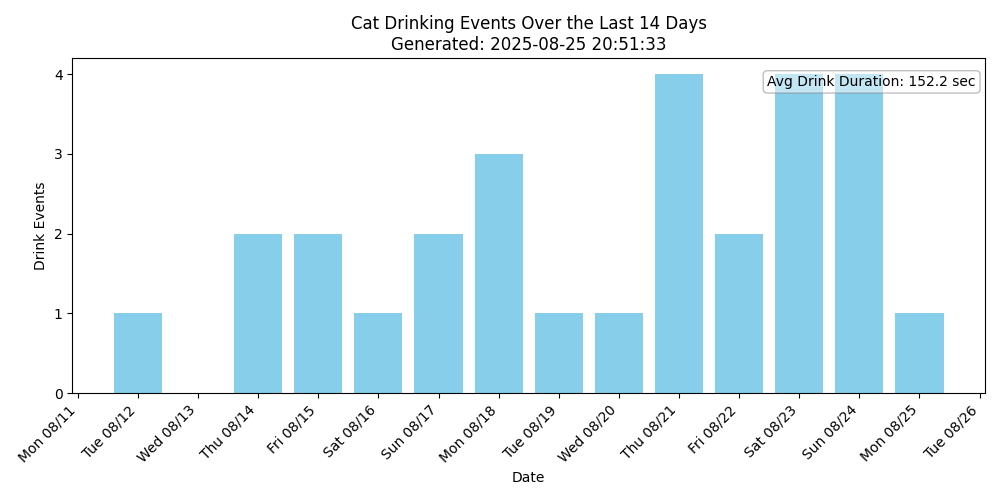 Cat Drinking Events Over the Last 14 Days
Generated: 2025-08-25 20:51:33
Avg Drink Duration: 152.2 sec
Drink Events
4
3
2
1
0
Mon 08/11
Tue 08/12
Wed 08/13
Thu 08/14
Fri 08/15
Sat 08/16
Sun 08/17
Mon 08/18
Tue 08/19
Wed 08/20
Thu 08/21
Fri 08/22
Sat 08/23
Sun 08/24
Mon 08/25
Tue 08/26
Date